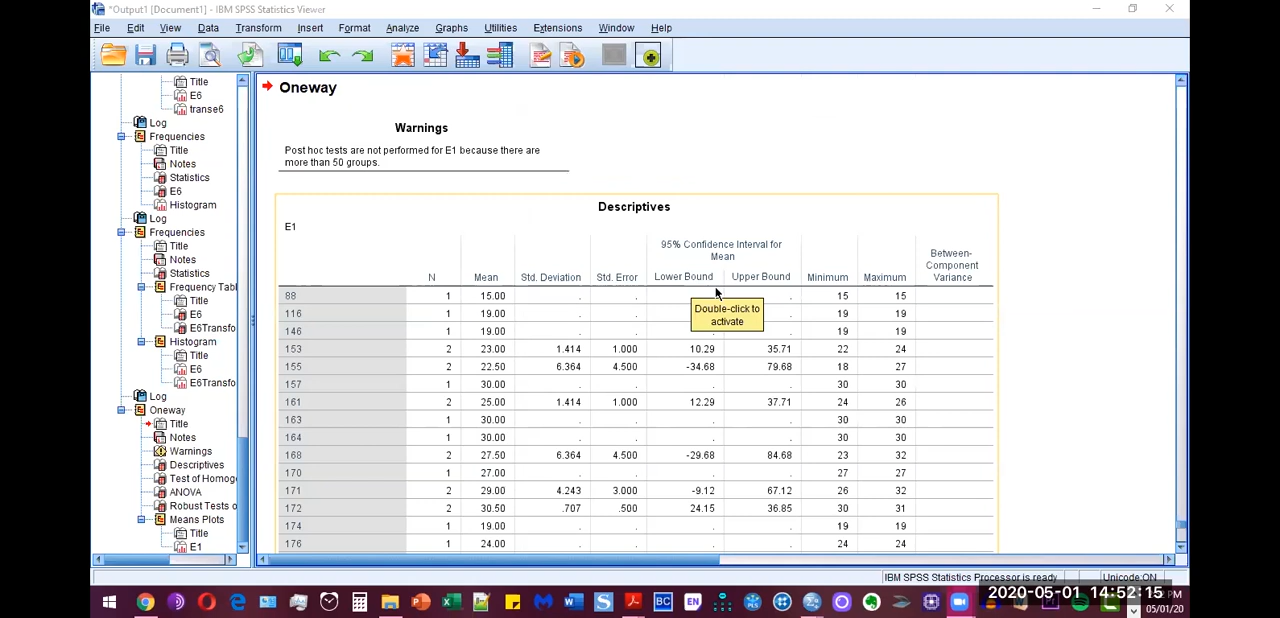 *Output1 [Document1] - IBM SPSS Statistics Viewer
File Edit View Data Transform Insert Format Analyze Graphs Utilities Extensions Window Help
Title
E6
transe6
Log
Frequencies
Title
Notes
Statistics
E6
Histogram
Log
Frequencies
Title
Notes
Statistics
Frequency Tabl
Title
E6
E6Transfo
Histogram
Title
E6
E6Transfo
Log
Oneway
Title
Notes
Warnings
Descriptives
Test of Homog
ANOVA
Robust Tests o
Means Plots
Title
E1
Oneway
Warnings
Post hoc tests are not performed for E1 because there are
more than 50 groups.
Descriptives
E1
95% Confidence Interval for
Mean
Between-
Component
Variance
N Mean Std. Deviation Std. Error Lower Bound Upper Bound Minimum Maximum
88 1 15.00 . . . 15 15
116 1 19.00 . . 19 19
146 1 19.00 . . . 19 19
153 2 23.00 1.414 1.000 10.29 35.71 22 24
155 2 22.50 6.364 4.500 -34.68 79.68 18 27
157 1 30.00 . . . . 30 30
161 2 25.00 1.414 1.000 12.29 37.71 24 26
163 1 30.00 . . . . 30 30
164 1 30.00 . . . . 30 30
168 2 27.50 6.364 4.500 -29.68 84.68 23 32
170 1 27.00 . . . . 27 27
171 2 29.00 4.243 3.000 -9.12 67.12 26 32
172 2 30.50 .707 .500 24.15 36.85 30 31
174 1 19.00 . . . . 19 19
176 1 24.00 . . . . 24 24
Double-click to
activate
IBM SPSS Statistics Processor is ready Unicode:ON
BC EN
2020-05-01 14:52:15
PM
05/01/20